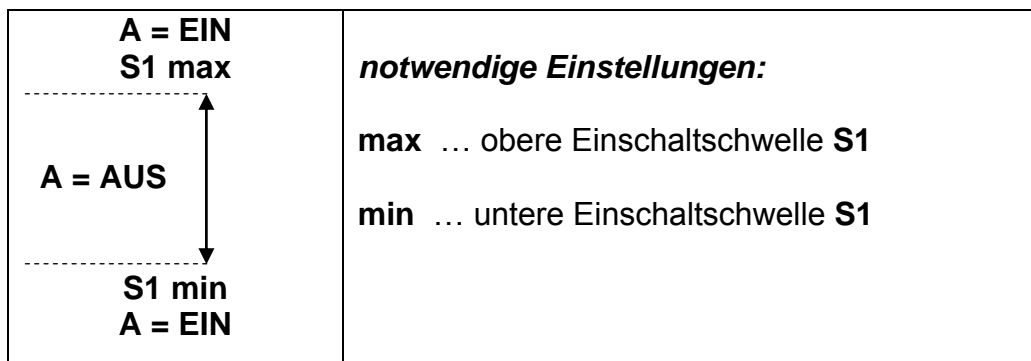 A = EIN
S1 max
A = AUS
S1 min
A = EIN
notwendige Einstellungen:
max … obere Einschaltschwelle S1
min … untere Einschaltschwelle S1